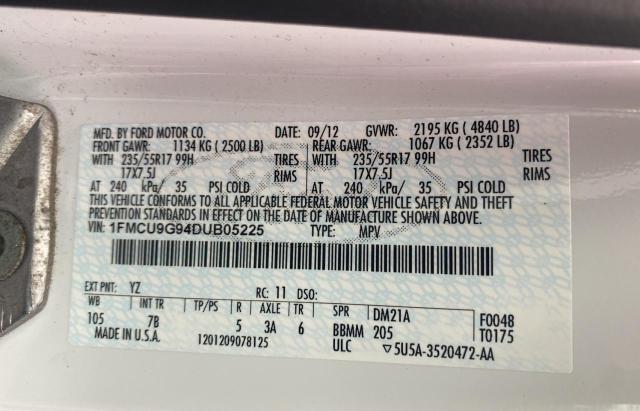 MFD. BY FORD MOTOR CO. DATE: 09/12 GVWR: 2195 KG ( 4840 LB)
FRONT GAWR: 1134 KG ( 2500 LB) REAR GAWR: 1067 KG ( 2352 LB)
WITH 235/55R17 99H TIRES WITH 235/55R17 99H TIRES
17X7.5J RIMS 17X7.5J RIMS
AT 240 kPa/ 35 PSI COLD AT 240 kPa/ 35 PSI COLD
THIS VEHICLE CONFORMS TO ALL APPLICABLE FEDERAL MOTOR VEHICLE SAFETY AND THEFT
PREVENTION STANDARDS IN EFFECT ON THE DATE OF MANUFACTURE SHOWN ABOVE.
VIN: 1FMCU9G94DUB05225 TYPE: MPV
EXT PNT: YZ RC: 11 DSO:
WB INT TR TP/PS R AXLE TR SPR DM21A F0048
105 7B 5 3A 6 BBMM 205 T0175
MADE IN U.S.A. 1201209078125 ULC ▽5U5A-3520472-AA